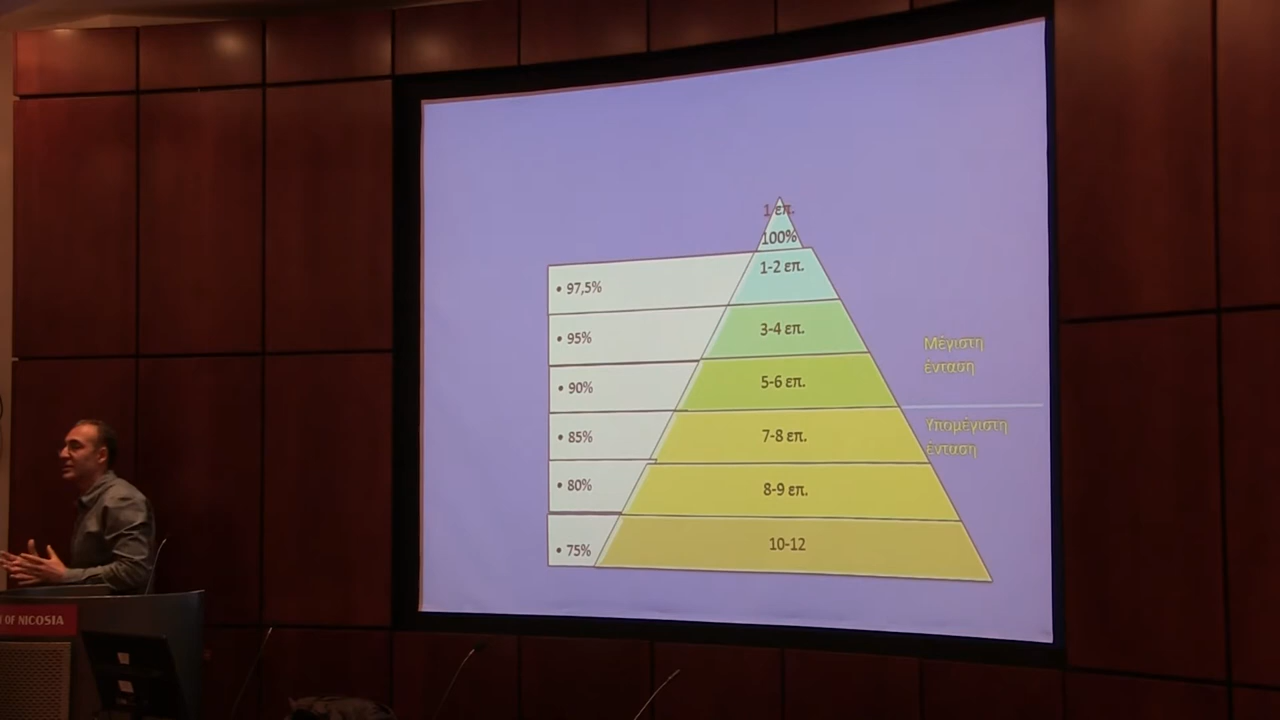 1 επ.
100%
• 97,5%
1-2 επ.
• 95%
3-4 επ.
• 90%
5-6 επ.
• 85%
7-8 επ.
• 80%
8-9 επ.
• 75%
10-12
Μέγιστη
ένταση
Υπομέγιστη
ένταση
OF NICOSIA